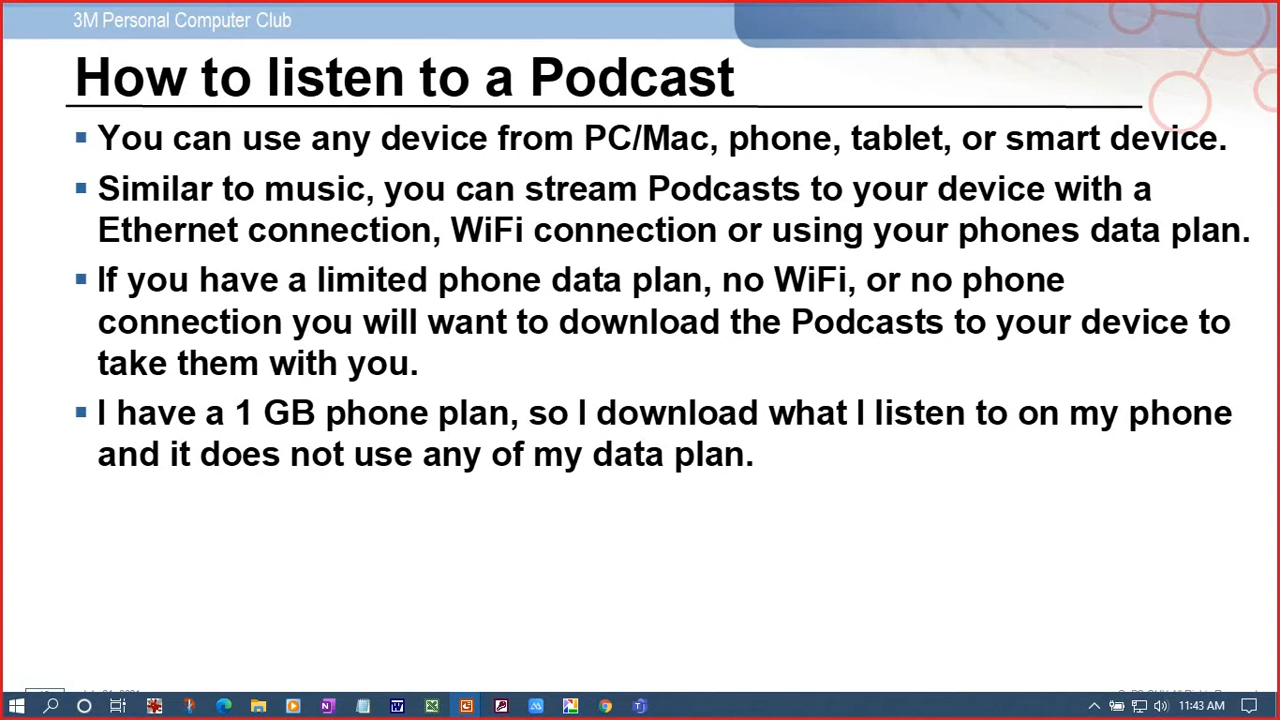 3M Personal Computer Club
How to listen to a Podcast
▪ You can use any device from PC/Mac, phone, tablet, or smart device.
▪ Similar to music, you can stream Podcasts to your device with a
Ethernet connection, WiFi connection or using your phones data plan.
▪ If you have a limited phone data plan, no WiFi, or no phone
connection you will want to download the Podcasts to your device to
take them with you.
▪ I have a 1 GB phone plan, so I download what I listen to on my phone
and it does not use any of my data plan.
11:43 AM